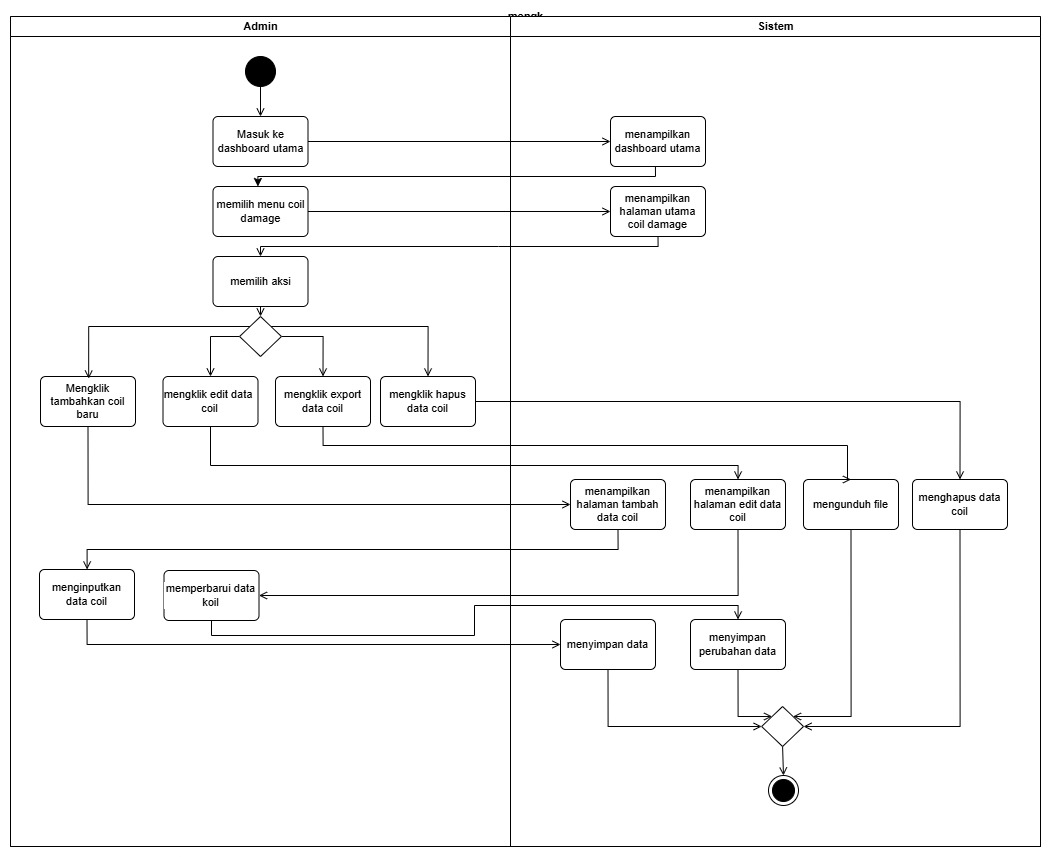 mengk
Admin
Sistem
Masuk ke
dashboard utama
menampilkan
dashboard utama
memilih menu coil
damage
menampilkan
halaman utama
coil damage
memilih aksi
Mengklik
tambahkan coil
baru
mengklik edit data
coil
mengklik export
data coil
mengklik hapus
data coil
menampilkan
halaman tambah
data coil
menampilkan
halaman edit data
coil
mengunduh file
menghapus data
coil
menginputkan
data coil
memperbarui data
koil
menyimpan data
menyimpan
perubahan data